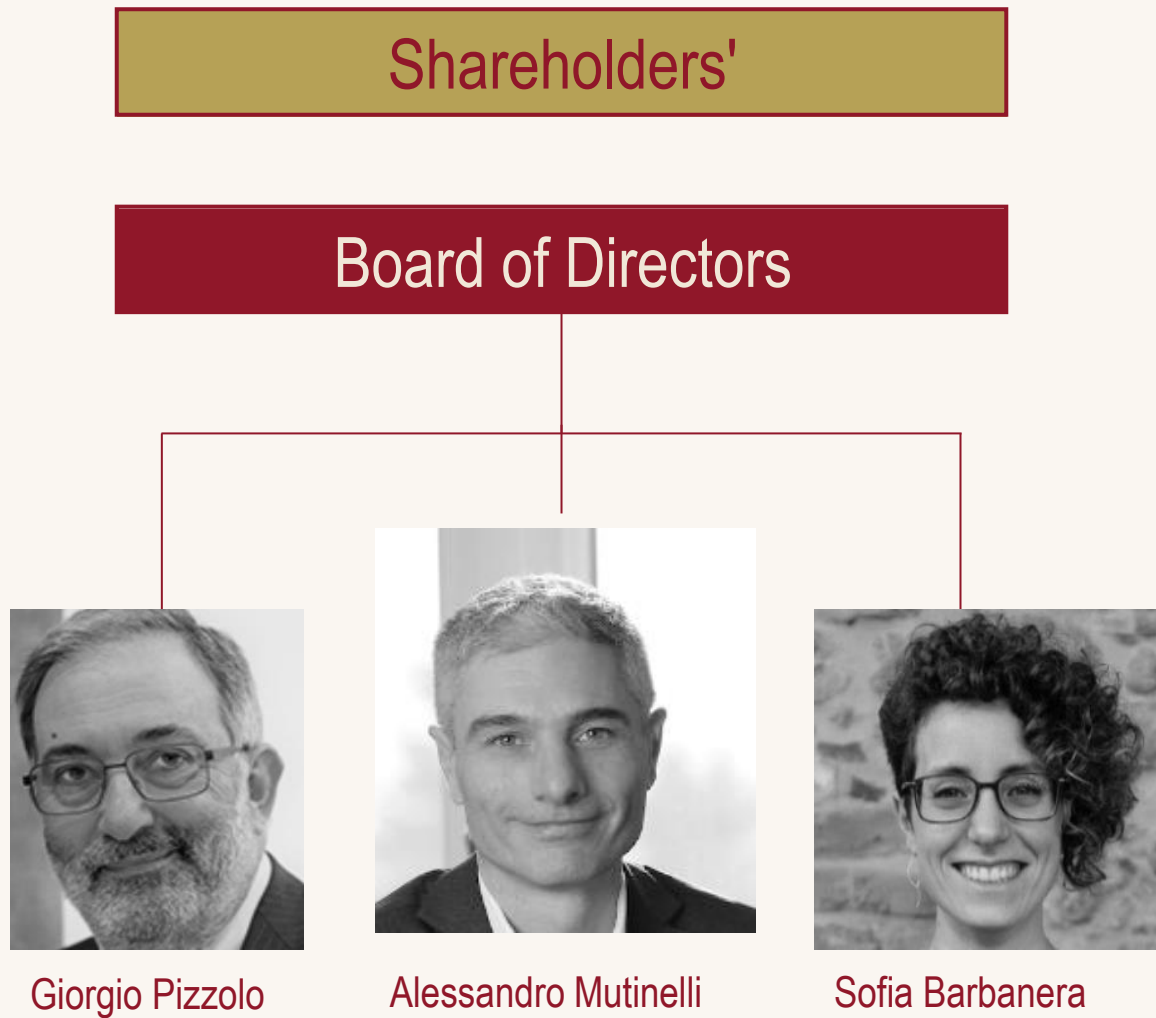 Shareholders'
Board of Directors
Giorgio Pizzolo
Alessandro Mutinelli
Sofia Barbanera